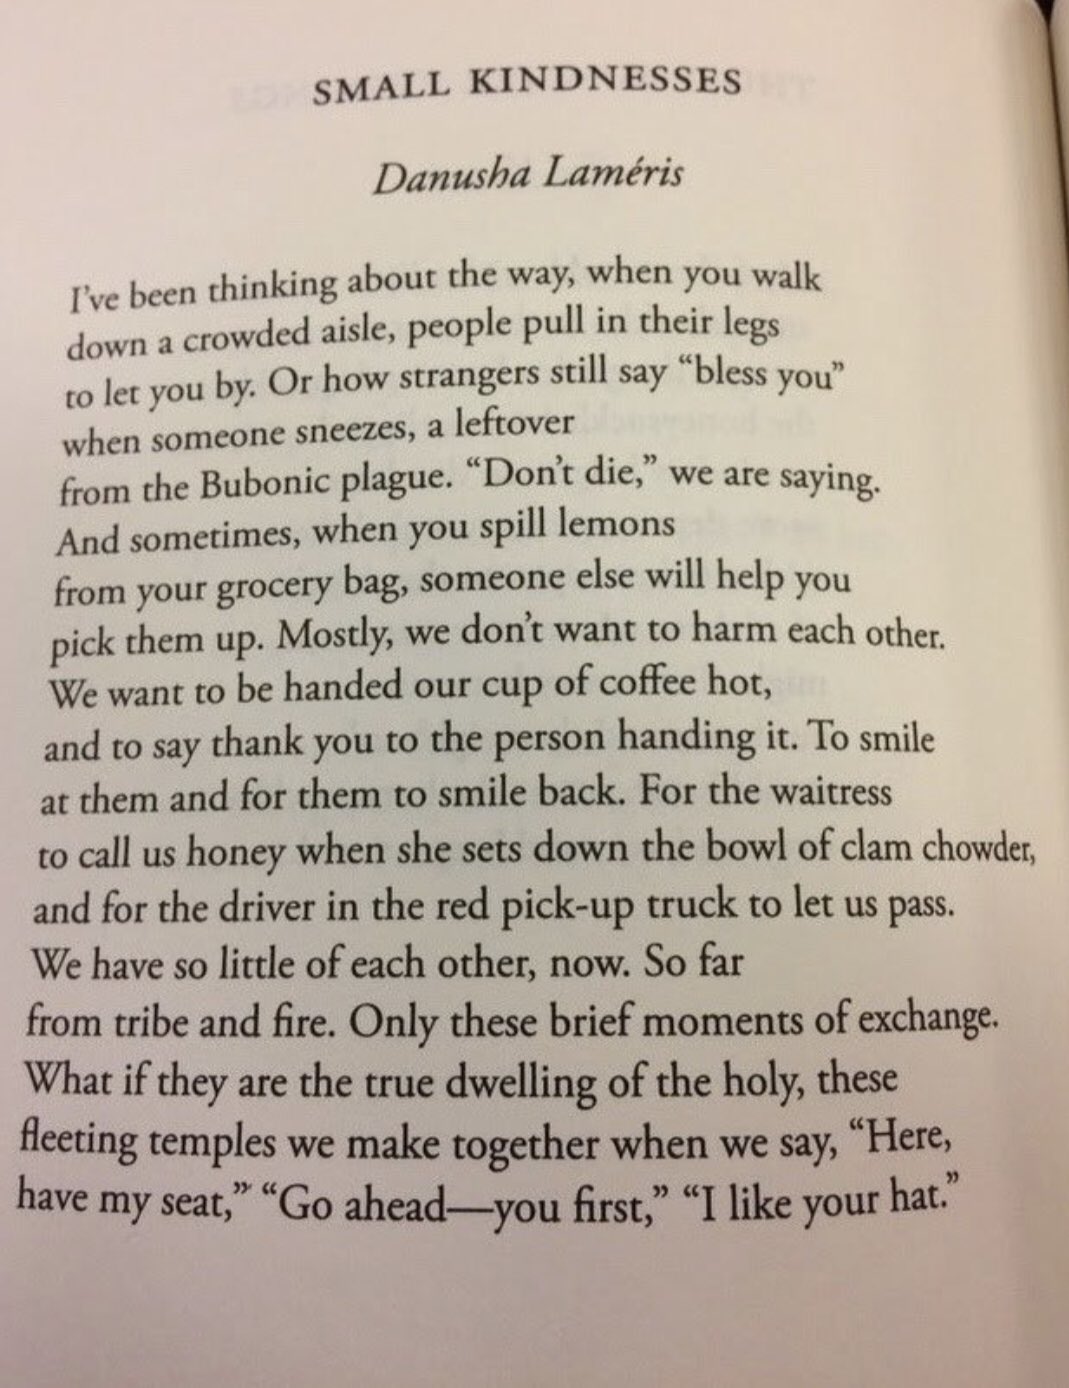 SMALL KINDNESSES
Danusha Laméris
I've been thinking about the way, when you walk
down a crowded aisle, people pull in their legs
to let you by. Or how strangers still say “bless you”
when someone sneezes, a leftover
from the Bubonic plague. “Don't die,” we are saying.
And sometimes, when you spill lemons
from your grocery bag, someone else will help you
pick them up. Mostly, we don't want to harm each other.
We want to be handed our cup of coffee hot,
and to say thank you to the person handing it. To smile
at them and for them to smile back. For the waitress
to call us honey when she sets down the bowl of clam chowder,
and for the driver in the red pick-up truck to let us pass.
We have so little of each other, now. So far
from tribe and fire. Only these brief moments of exchange.
What if they are the true dwelling of the holy, these
fleeting temples we make together when we say, “Here,
have my seat,” “Go ahead—you first,” “I like your hat.”